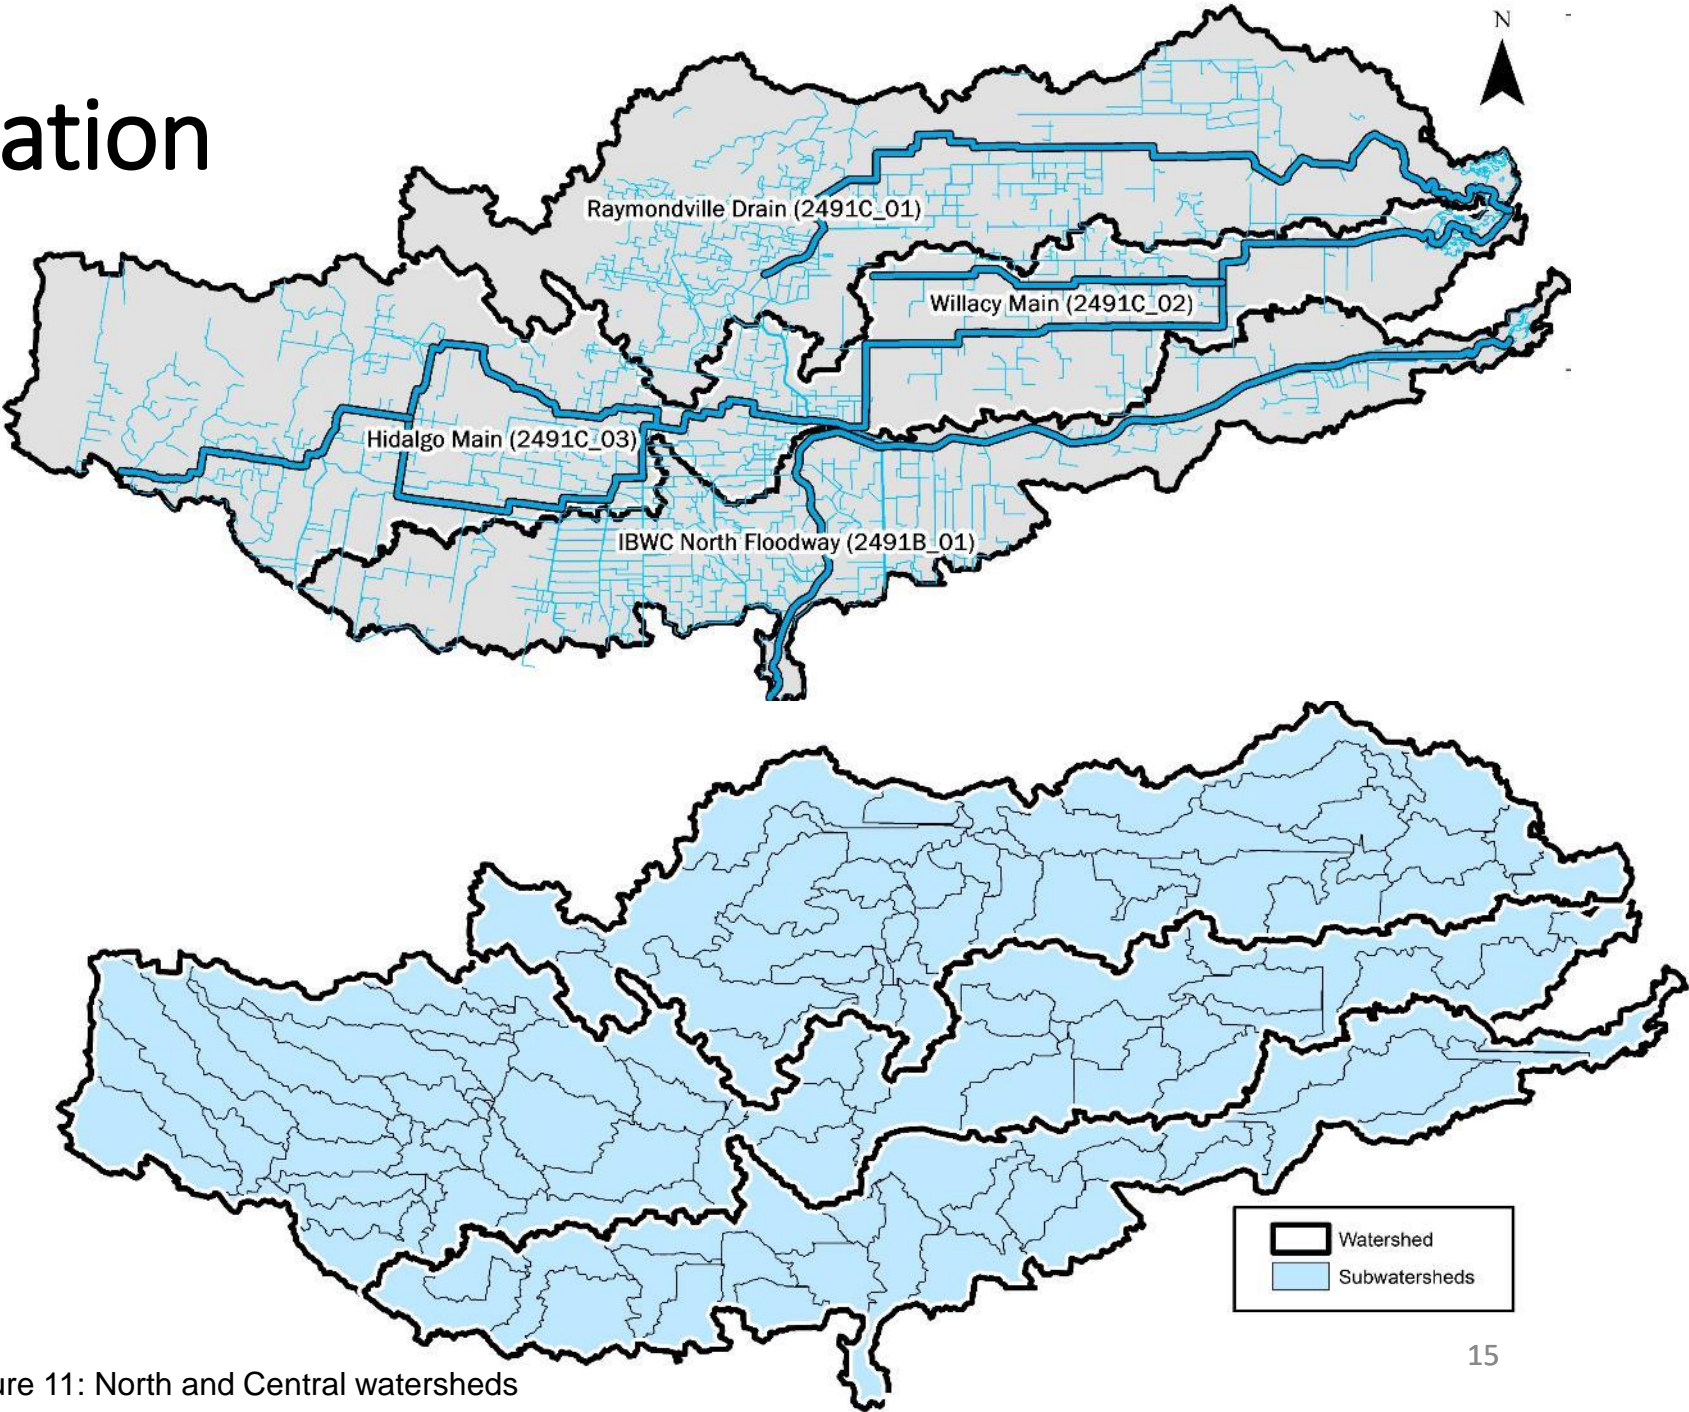 N
ation
Raymondville Drain (2491C_01)
Willacy Main (2491C_02)
Hidalgo Main (2491C_03)
IBWC North Floodway (2491B_01)
Watershed
Subwatersheds
15
ure 11: North and Central watersheds